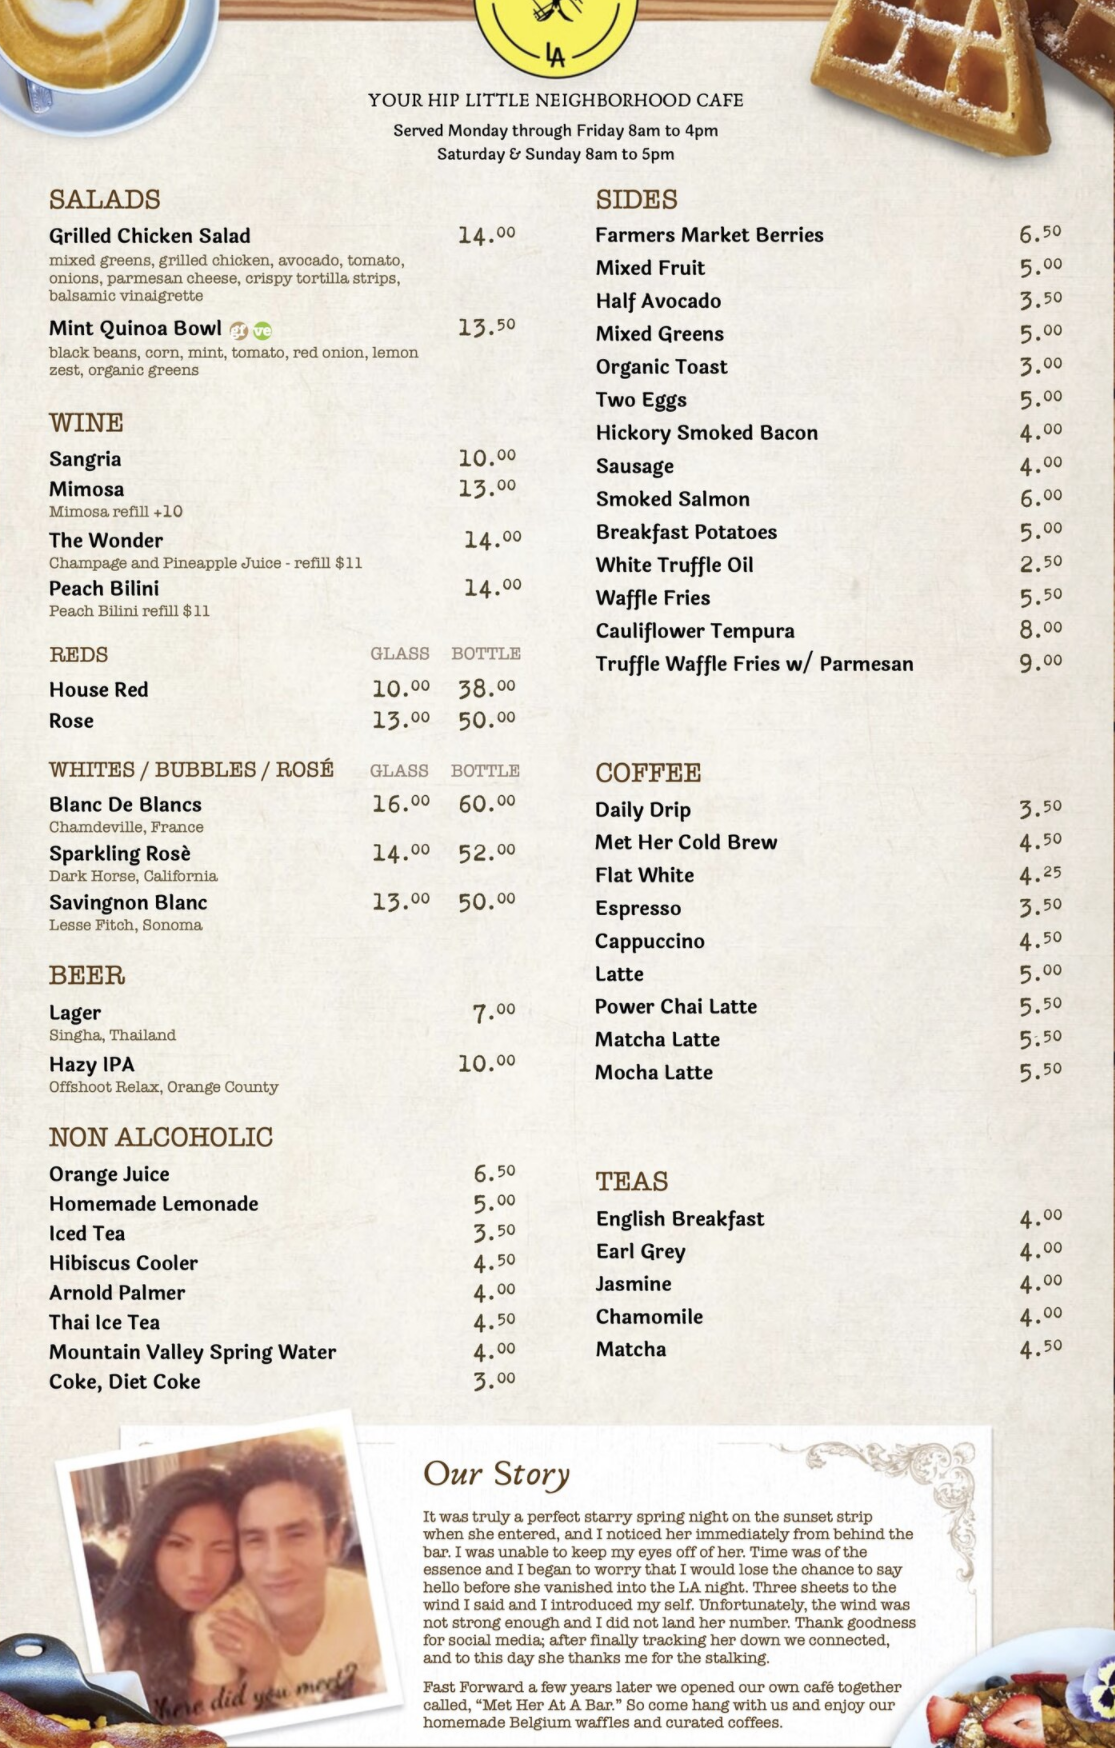 LA
YOUR HIP LITTLE NEIGHBORHOOD CAFE
Served Monday through Friday 8am to 4pm
Saturday & Sunday 8am to 5pm
SALADS
Grilled Chicken Salad 14.00
mixed greens, grilled chicken, avocado, tomato,
onions, parmesan cheese, crispy tortilla strips,
balsamic vinaigrette
Mint Quinoa Bowl gf ve 13.50
black beans, corn, mint, tomato, red onion, lemon
zest, organic greens
WINE
Sangria 10.00
Mimosa 13.00
Mimosa refill +10
The Wonder 14.00
Champage and Pineapple Juice - refill $11
Peach Bilini 14.00
Peach Bilini refill $11
REDS GLASS BOTTLE
House Red 10.00 38.00
Rose 13.00 50.00
WHITES / BUBBLES / ROSÉ GLASS BOTTLE
Blanc De Blancs 16.00 60.00
Chamdeville, France
Sparkling Rosè 14.00 52.00
Dark Horse, California
Savingnon Blanc 13.00 50.00
Lesse Fitch, Sonoma
BEER
Lager 7.00
Singha, Thailand
Hazy IPA 10.00
Offshoot Relax, Orange County
NON ALCOHOLIC
Orange Juice 6.50
Homemade Lemonade 5.00
Iced Tea 3.50
Hibiscus Cooler 4.50
Arnold Palmer 4.00
Thai Ice Tea 4.50
Mountain Valley Spring Water 4.00
Coke, Diet Coke 3.00
SIDES
Farmers Market Berries 6.50
Mixed Fruit 5.00
Half Avocado 3.50
Mixed Greens 5.00
Organic Toast 3.00
Two Eggs 5.00
Hickory Smoked Bacon 4.00
Sausage 4.00
Smoked Salmon 6.00
Breakfast Potatoes 5.00
White Truffle Oil 2.50
Waffle Fries 5.50
Cauliflower Tempura 8.00
Truffle Waffle Fries w/ Parmesan 9.00
COFFEE
Daily Drip 3.50
Met Her Cold Brew 4.50
Flat White 4.25
Espresso 3.50
Cappuccino 4.50
Latte 5.00
Power Chai Latte 5.50
Matcha Latte 5.50
Mocha Latte 5.50
TEAS
English Breakfast 4.00
Earl Grey 4.00
Jasmine 4.00
Chamomile 4.00
Matcha 4.50
Our Story
It was truly a perfect starry spring night on the sunset strip
when she entered, and I noticed her immediately from behind the
bar. I was unable to keep my eyes off of her. Time was of the
essence and I began to worry that I would lose the chance to say
hello before she vanished into the LA night. Three sheets to the
wind I said and I introduced my self. Unfortunately, the wind was
not strong enough and I did not land her number. Thank goodness
for social media; after finally tracking her down we connected,
and to this day she thanks me for the stalking.
Fast Forward a few years later we opened our own café together
called, “Met Her At A Bar.” So come hang with us and enjoy our
homemade Belgium waffles and curated coffees.
did you meet?